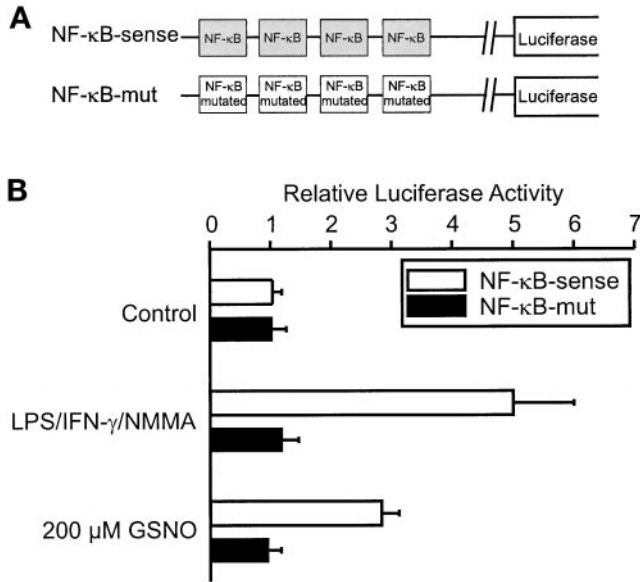 A
NF-κB-sense
NF-κB NF-κB NF-κB NF-κB
Luciferase
NF-κB-mut
NF-κB mutated NF-κB mutated NF-κB mutated NF-κB mutated
Luciferase
B
Relative Luciferase Activity
0 1 2 3 4 5 6 7
NF-κB-sense
NF-κB-mut
Control
LPS/IFN-γ/NMMA
200 µM GSNO